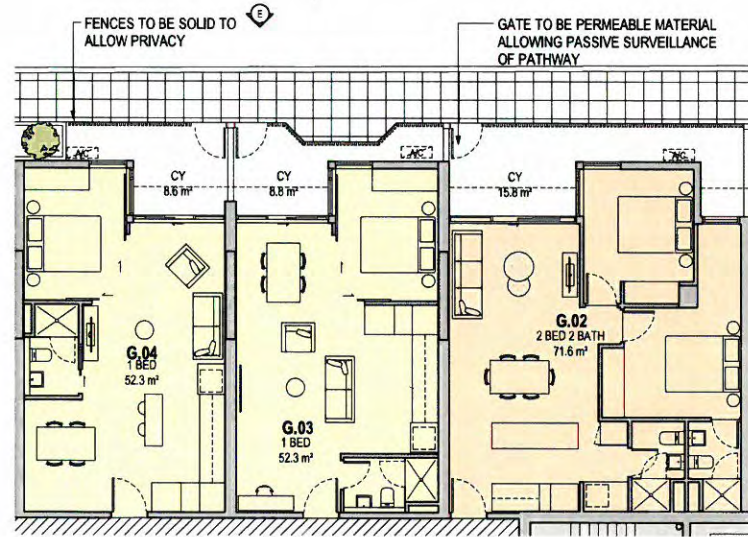 FENCES TO BE SOLID TO
ALLOW PRIVACY
E
GATE TO BE PERMEABLE MATERIAL
ALLOWING PASSIVE SURVEILLANCE
OF PATHWAY
A/C
A/C
A/C
CY
8.6 m²
CY
8.8 m²
CY
15.8 m²
G.04
1 BED
52.3 m²
G.03
1 BED
52.3 m²
G.02
2 BED 2 BATH
71.6 m²